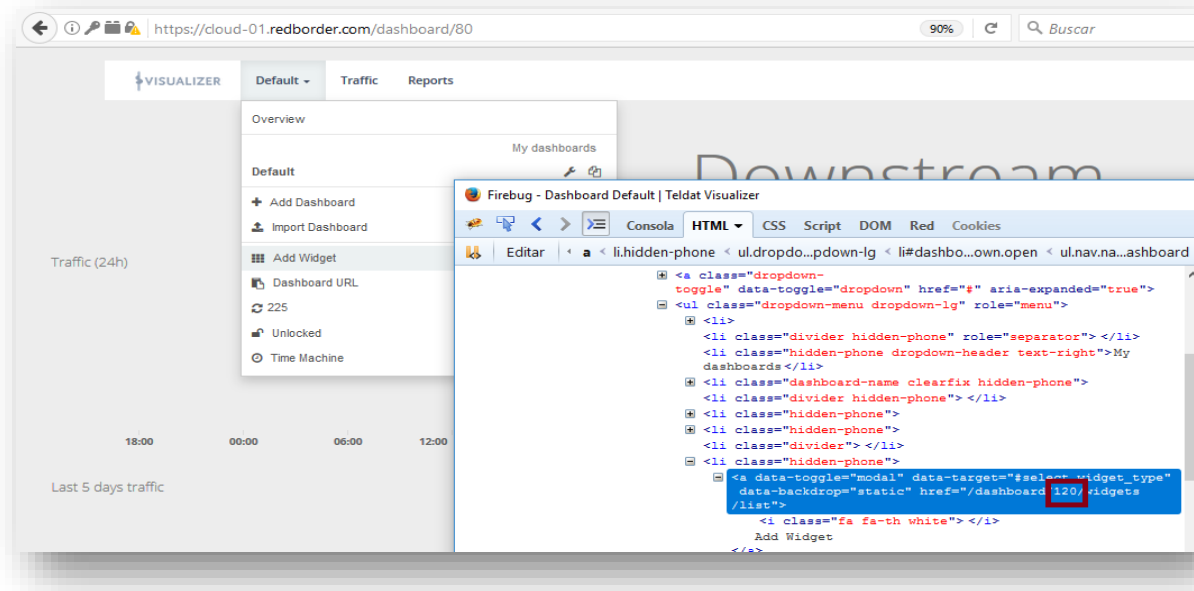 https://cloud-01.redborder.com/dashboard/80
90%
Buscar
VISUALIZER
Default
Traffic
Reports
Overview
My dashboards
Default
Add Dashboard
Import Dashboard
Add Widget
Dashboard URL
225
Unlocked
Time Machine
Downstream
Traffic (24h)
18:00
00:00
06:00
12:00
Last 5 days traffic
Firebug - Dashboard Default | Teldat Visualizer
Consola HTML CSS Script DOM Red Cookies
Editar a < li.hidden-phone < ul.dropdo...pdown-lg < li#dashbo...own.open < ul.nav.na...ashboard
<a class="dropdown-
toggle" data-toggle="dropdown" href="#" aria-expanded="true">
<ul class="dropdown-menu dropdown-lg" role="menu">
<li>
<li class="divider hidden-phone" role="separator"> </li>
<li class="hidden-phone dropdown-header text-right">My
dashboards</li>
<li class="dashboard-name clearfix hidden-phone">
<li class="divider hidden-phone"> </li>
<li class="hidden-phone">
<li class="hidden-phone">
<li class="divider"> </li>
<li class="hidden-phone">
<a data-toggle="modal" data-target="#select_widget_type"
data-backdrop="static" href="/dashboard/120/widgets
/list">
<i class="fa fa-th white"> </i>
Add Widget
</a>